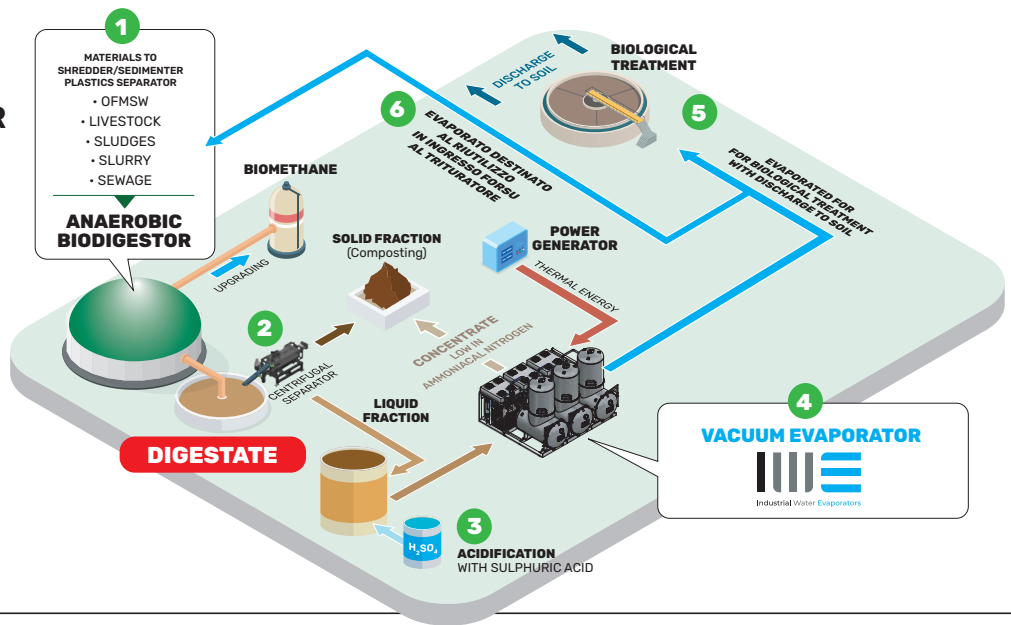 1
MATERIALS TO
SHREDDER/SEDIMENTER
PLASTICS SEPARATOR
• OFMSW
• LIVESTOCK
• SLUDGES
• SLURRY
• SEWAGE
ANAEROBIC
BIODIGESTOR
R
BIOMETHANE
UPGRADING
2
CENTRIFUGAL
SEPARATOR
SOLID FRACTION
(Composting)
DIGESTATE
LIQUID
FRACTION
3
H₂SO₄
ACIDIFICATION
WITH SULPHURIC ACID
CONCENTRATE
LOW IN
AMMONIACAL NITROGEN
POWER
GENERATOR
THERMAL ENERGY
4
VACUUM EVAPORATOR
IWE
Industrial Water Evaporators
5
BIOLOGICAL
TREATMENT
EVAPORATED FOR
FOR BIOLOGICAL TREATMENT
WITH DISCHARGE TO SOIL
DISCHARGE
TO SOIL
6
EVAPORATO DESTINATO
AL RIUTILIZZO
IN INGRESSO FORSU
AL TRITURATORE